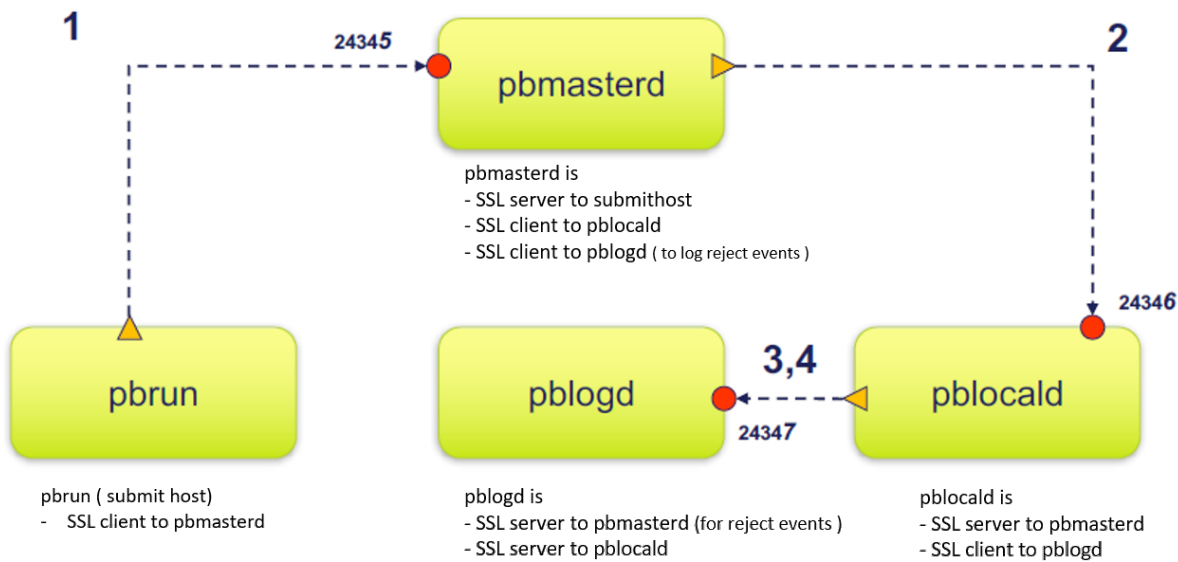 1
24345
pbmasterd
2
pbmasterd is
- SSL server to submithost
- SSL client to pblocald
- SSL client to pblogd ( to log reject events )
24346
pbrun
pblogd
3,4
24347
pblocald
pbrun ( submit host)
- SSL client to pbmasterd
pblogd is
- SSL server to pbmasterd (for reject events )
- SSL server to pblocald
pblocald is
- SSL server to pbmasterd
- SSL client to pblogd